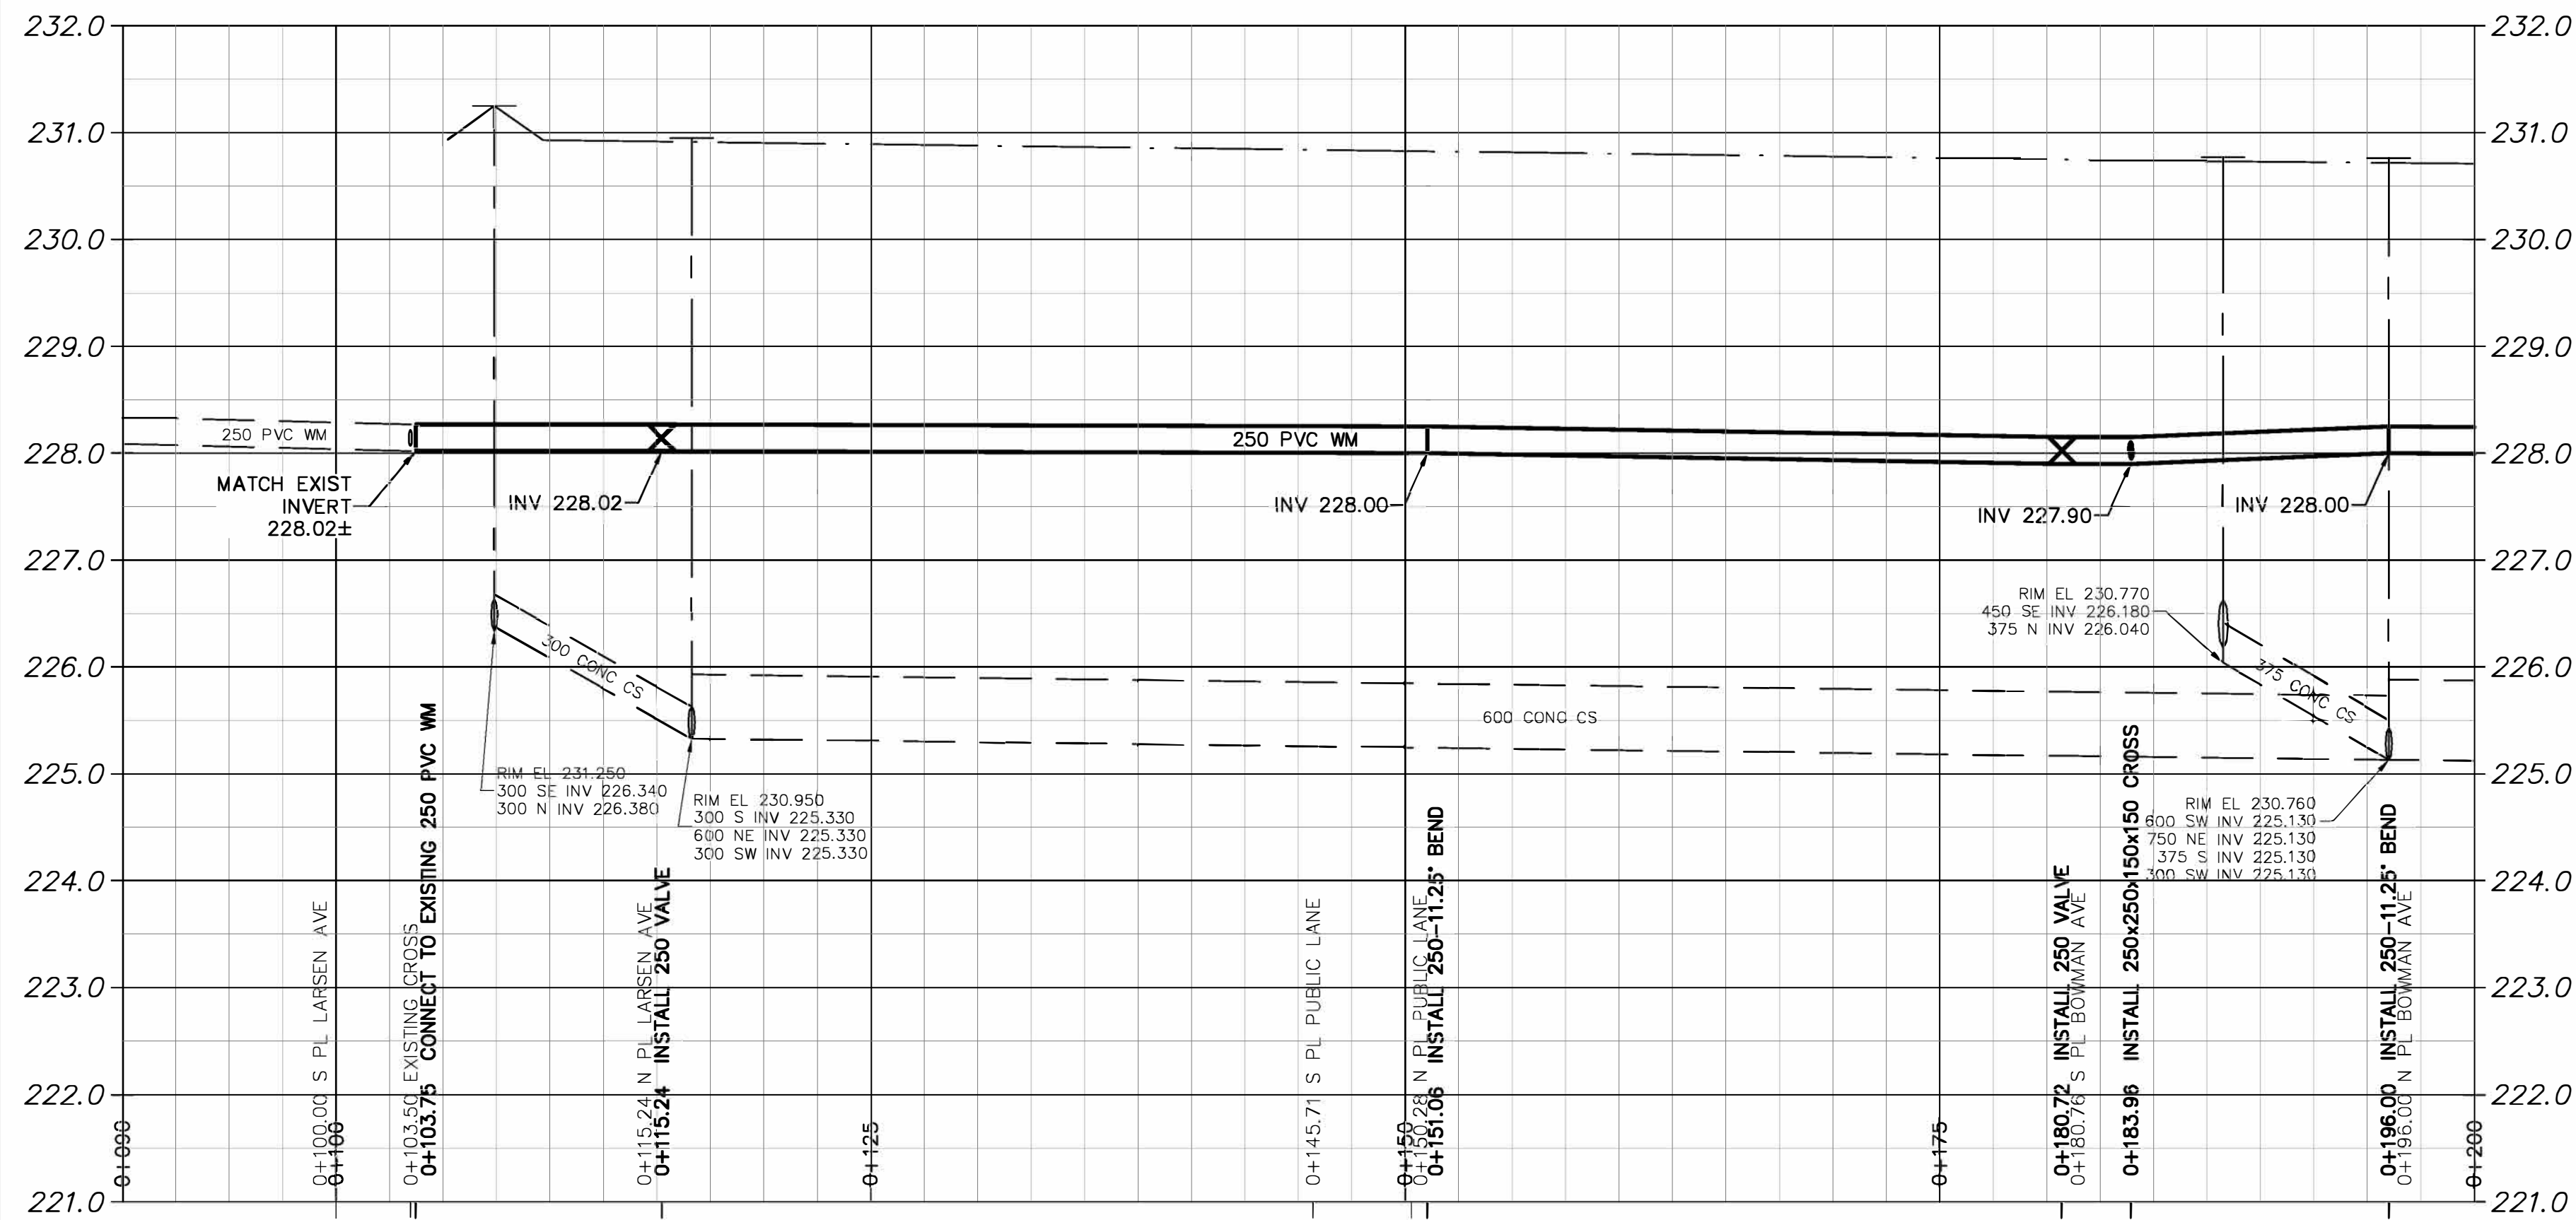 232.0
232.0
231.0
231.0
230.0
230.0
229.0
229.0
228.0
228.0
227.0
227.0
226.0
226.0
225.0
225.0
224.0
224.0
223.0
223.0
222.0
222.0
221.0
221.0
250 PVC WM
250 PVC WM
MATCH EXIST
INVERT
228.02±
INV 228.02
INV 228.00
INV 227.90
INV 228.00
300 CONC CS
600 CONC CS
375 CONC CS
RIM EL 231.250
300 SE INV 226.340
300 N INV 226.380
RIM EL 230.950
300 S INV 225.330
600 NE INV 225.330
300 SW INV 225.330
RIM EL 230.770
450 SE INV 226.180
375 N INV 226.040
RIM EL 230.760
600 SW INV 225.130
750 NE INV 225.130
375 S INV 225.130
300 SW INV 225.130
0+090
0+100.00 S PL LARSEN AVE
0+100
0+103.50 EXISTING CROSS
0+103.75 CONNECT TO EXISTING 250 PVC WM
0+115.24 N PL LARSEN AVE
0+115.24 INSTALL 250 VALVE
0+125
0+145.71 S PL PUBLIC LANE
0+150
0+150.28 N PL PUBLIC LANE
0+151.06 INSTALL 250-11.25° BEND
0+175
0+180.72 INSTALL 250 VALVE
0+180.76 S PL BOWMAN AVE
0+183.96 INSTALL 250x250x150x150 CROSS
0+196.00 INSTALL 250-11.25° BEND
0+196.00 N PL BOWMAN AVE
0+200